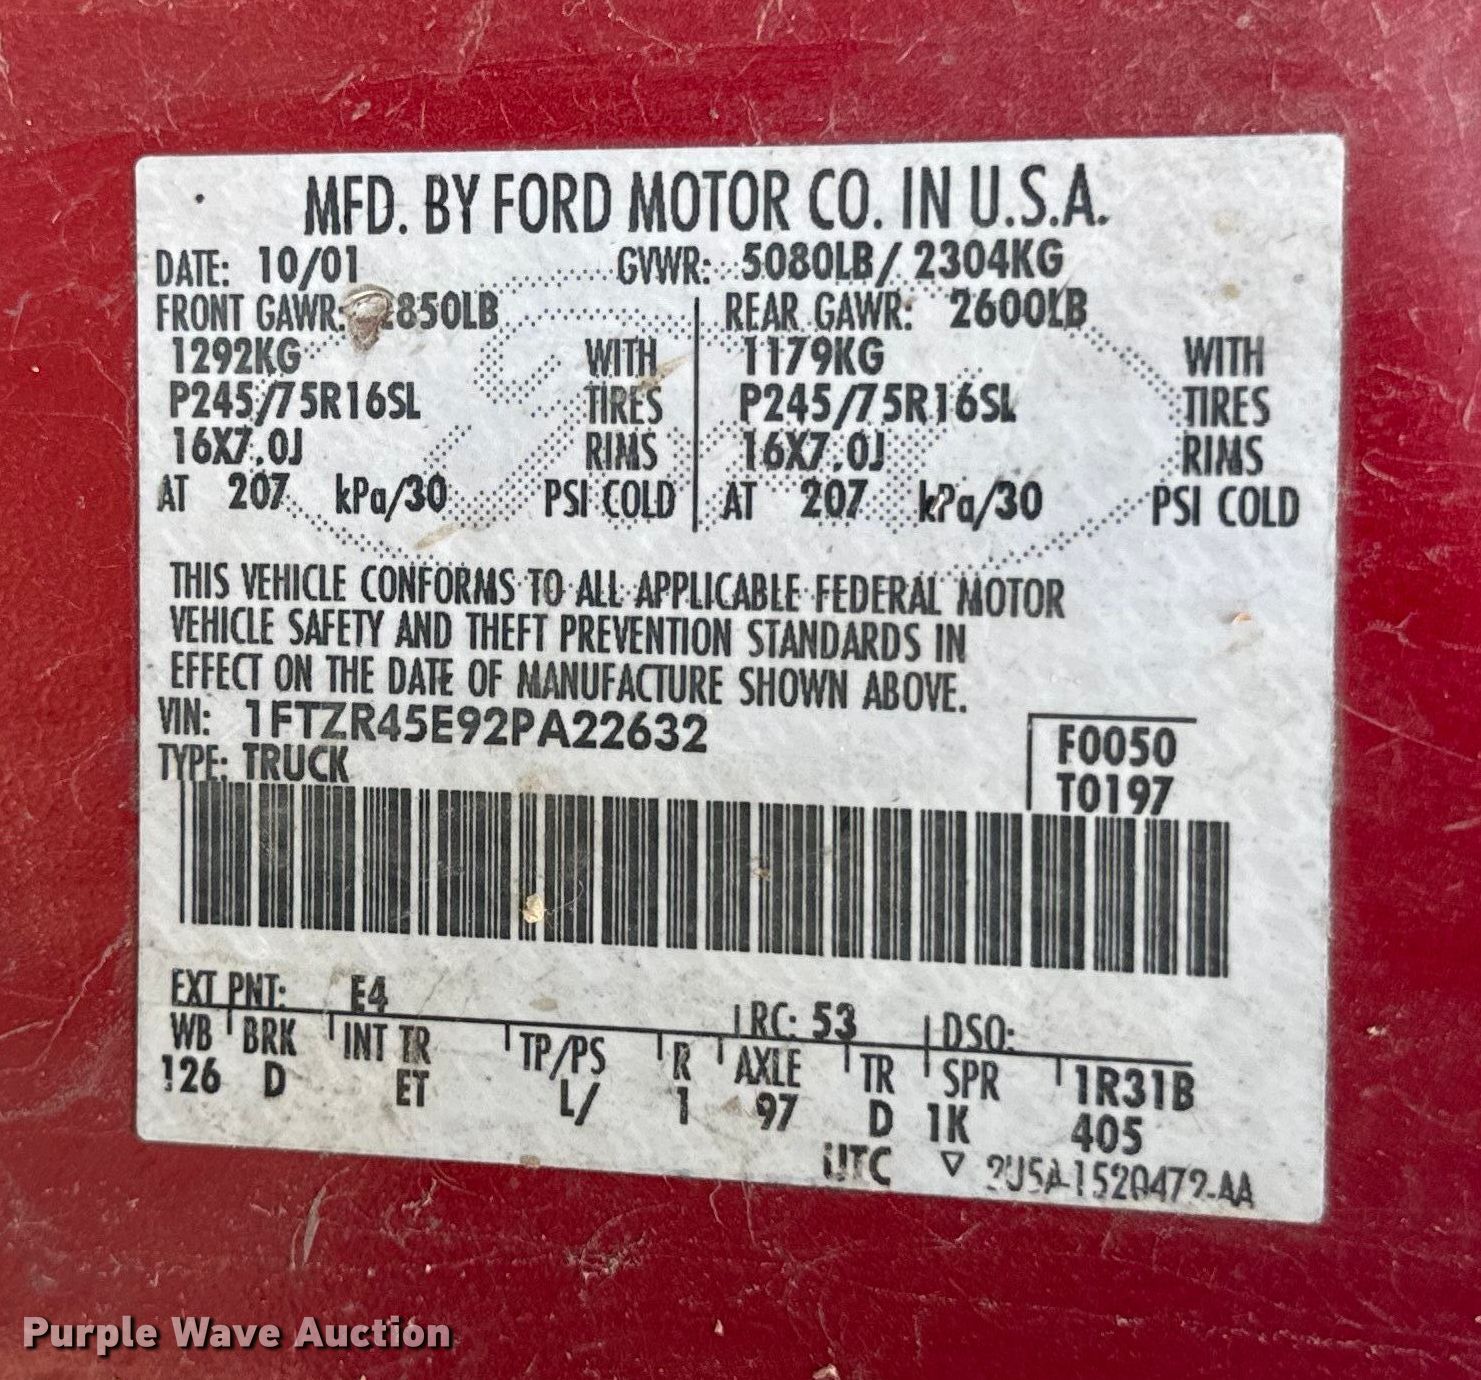 MFD. BY FORD MOTOR CO. IN U.S.A.
DATE: 10/01 GVWR: 5080LB/ 2304KG
FRONT GAWR: 2850LB REAR GAWR: 2600LB
1292KG WITH 1179KG WITH
P245/75R16SL TIRES P245/75R16SL TIRES
16X7.0J RIMS 16X7.0J RIMS
AT 207 kPa/30 PSI COLD AT 207 kPa/30 PSI COLD
THIS VEHICLE CONFORMS TO ALL APPLICABLE FEDERAL MOTOR
VEHICLE SAFETY AND THEFT PREVENTION STANDARDS IN
EFFECT ON THE DATE OF MANUFACTURE SHOWN ABOVE.
VIN: 1FTZR45E92PA22632
TYPE: TRUCK
F0050
T0197
EXT PNT: E4 RC: 53 DSO:
WB BRK INT TR TP/PS R AXLE TR SPR 1R31B
126 D ET L/ 1 97 D 1K 405
UTC ▽ 2U5A-1520472-AA
Purple Wave Auction